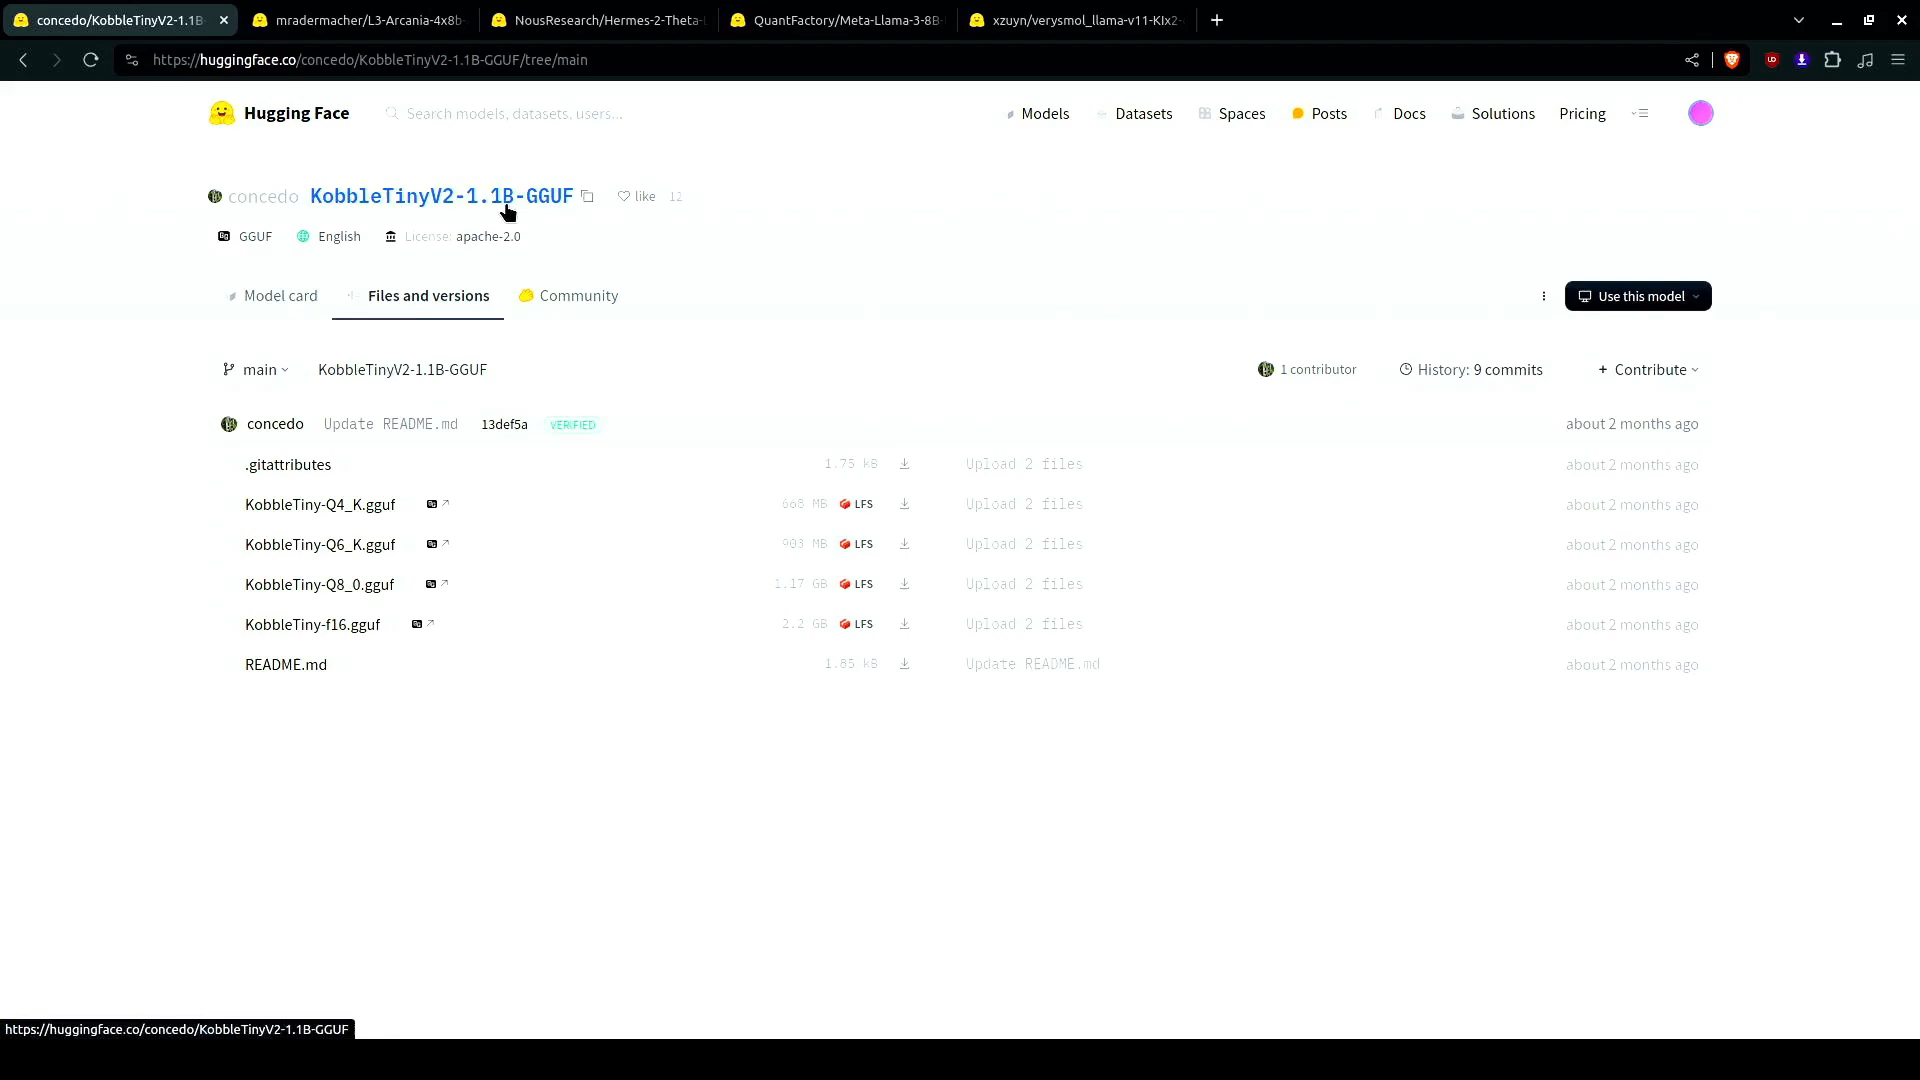 concedo/KobbleTinyV2-1.1B-
mradermacher/L3-Arcania-4x8b-
NousResearch/Hermes-2-Theta-L
QuantFactory/Meta-Llama-3-8B-
xzuyn/verysmol_llama-v11-KIx2-
https://huggingface.co/concedo/KobbleTinyV2-1.1B-GGUF/tree/main
Hugging Face
Search models, datasets, users...
Models
Datasets
Spaces
Posts
Docs
Solutions
Pricing
concedo
KobbleTinyV2-1.1B-GGUF
like 12
GGUF
English
License: apache-2.0
Model card
Files and versions
Community
Use this model
main
KobbleTinyV2-1.1B-GGUF
1 contributor
History: 9 commits
+ Contribute
concedo Update README.md 13def5a VERIFIED about 2 months ago
.gitattributes 1.75 kB Upload 2 files about 2 months ago
KobbleTiny-Q4_K.gguf 668 MB LFS Upload 2 files about 2 months ago
KobbleTiny-Q6_K.gguf 903 MB LFS Upload 2 files about 2 months ago
KobbleTiny-Q8_0.gguf 1.17 GB LFS Upload 2 files about 2 months ago
KobbleTiny-f16.gguf 2.2 GB LFS Upload 2 files about 2 months ago
README.md 1.85 kB Update README.md about 2 months ago
https://huggingface.co/concedo/KobbleTinyV2-1.1B-GGUF